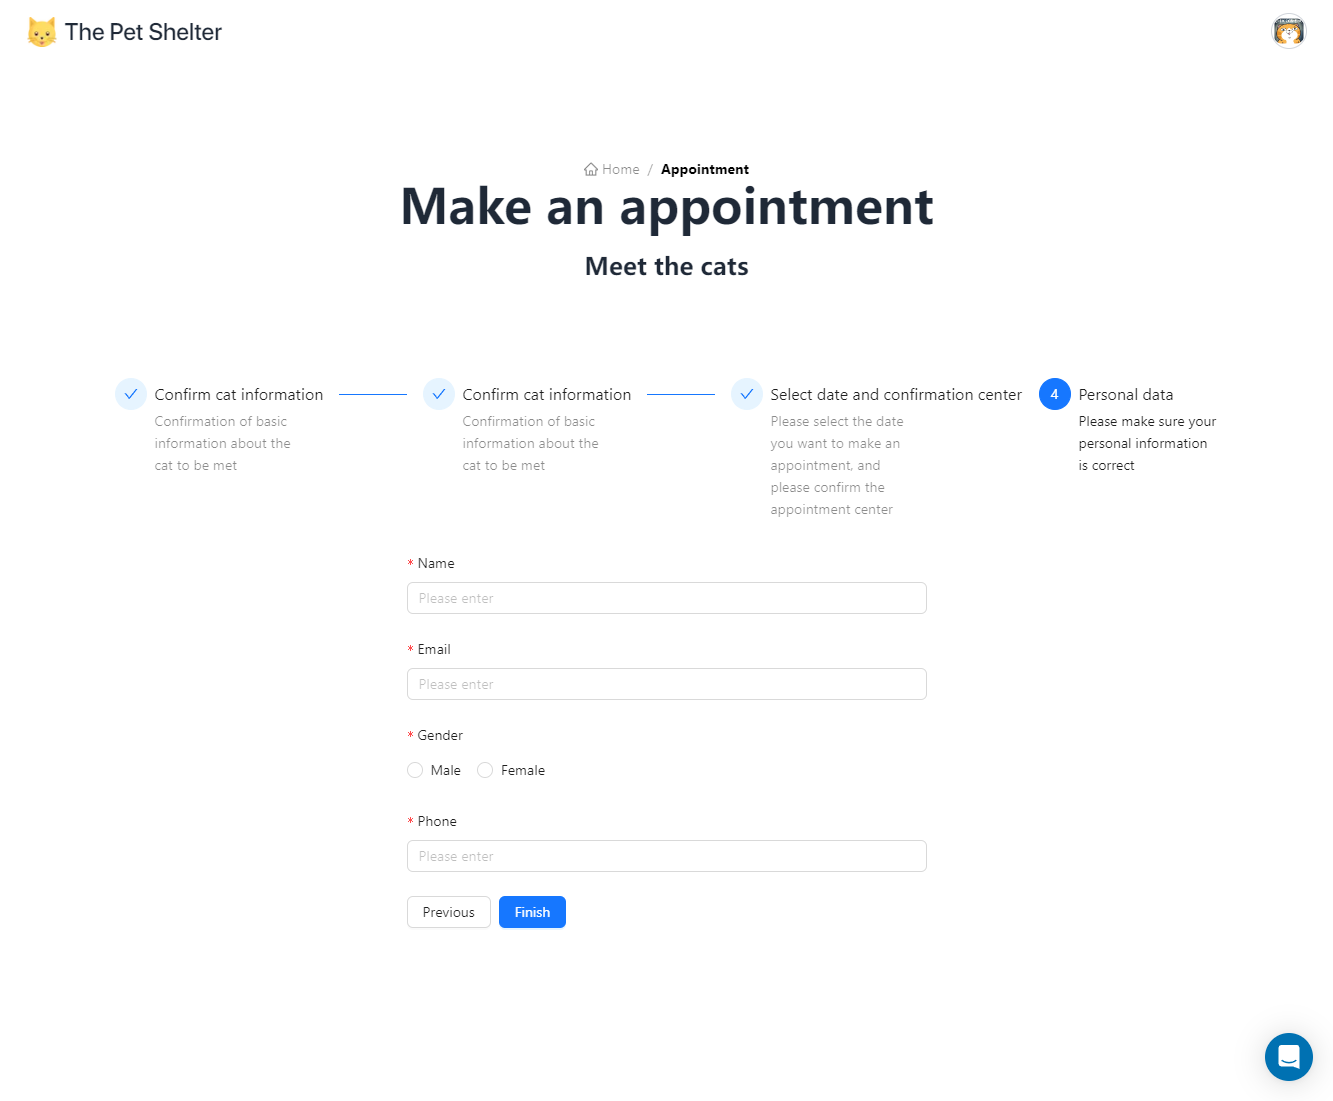 The Pet Shelter
Home / Appointment
Make an appointment
Meet the cats
Confirm cat information
Confirmation of basic
information about the
cat to be met
Confirm cat information
Confirmation of basic
information about the
cat to be met
Select date and confirmation center
Please select the date
you want to make an
appointment, and
please confirm the
appointment center
4 Personal data
Please make sure your
personal information
is correct
* Name
Please enter
* Email
Please enter
* Gender
Male Female
* Phone
Please enter
Previous Finish